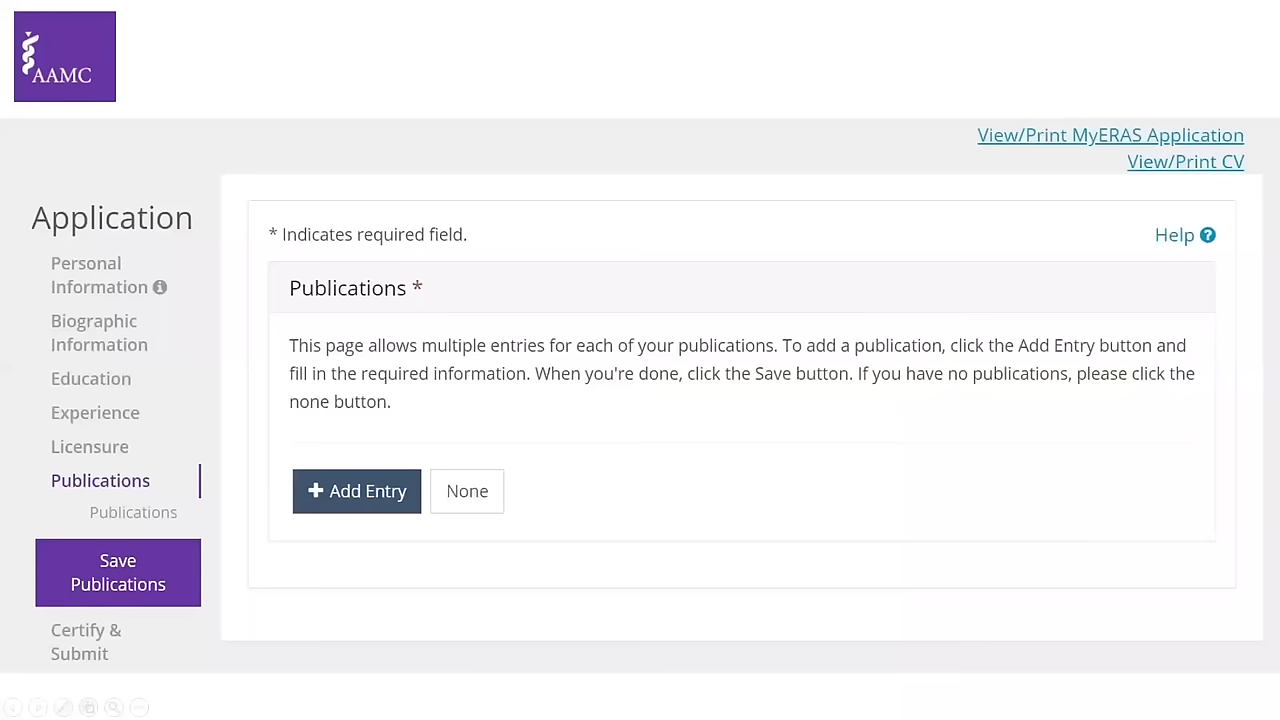 AAMC
View/Print MyERAS Application
View/Print CV
Application
Personal
Information
Biographic
Information
Education
Experience
Licensure
Publications
Publications
Save
Publications
Certify &
Submit
* Indicates required field.
Help
Publications *
This page allows multiple entries for each of your publications. To add a publication, click the Add Entry button and
fill in the required information. When you're done, click the Save button. If you have no publications, please click the
none button.
Add Entry
None